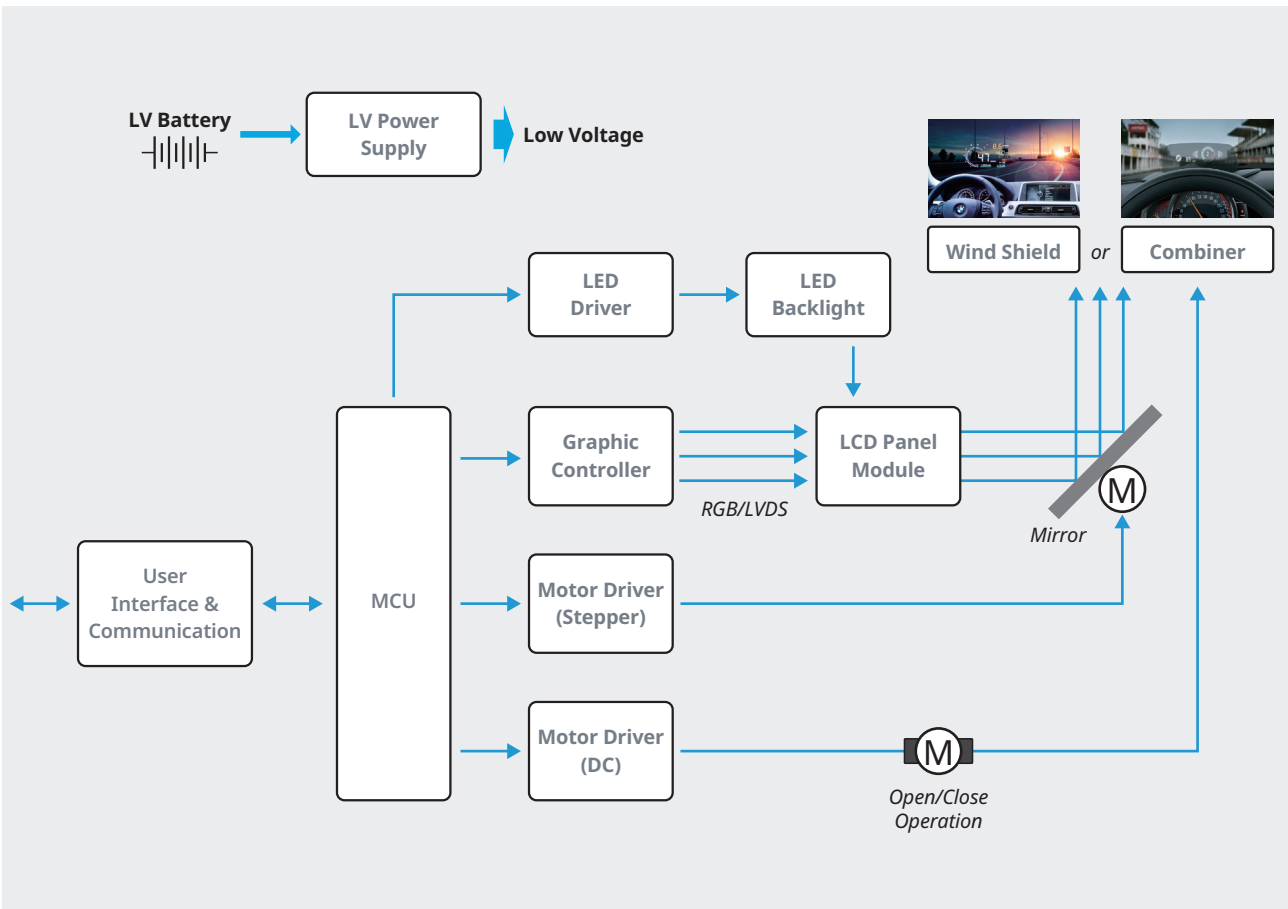 LV Battery
LV Power
Supply
Low Voltage
47
Wind Shield
or
Combiner
LED
Driver
LED
Backlight
Graphic
Controller
RGB/LVDS
LCD Panel
Module
M
Mirror
User
Interface &
Communication
MCU
Motor Driver
(Stepper)
Motor Driver
(DC)
M
Open/Close
Operation